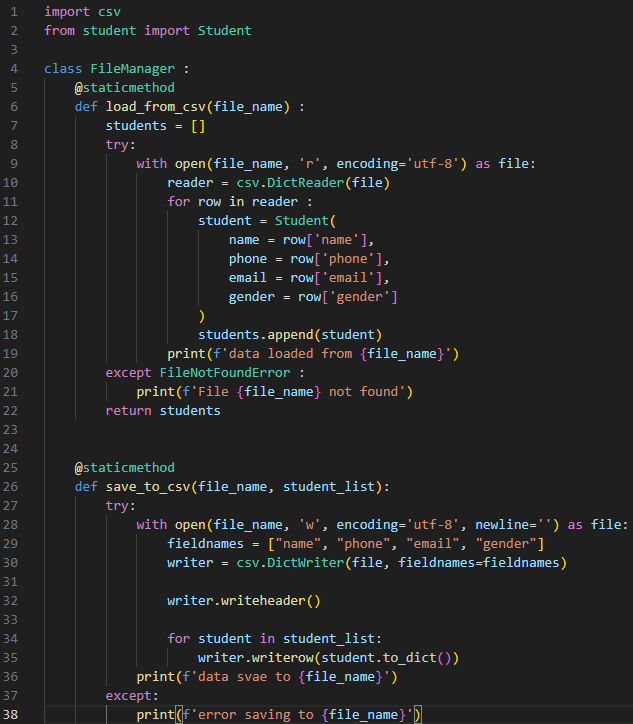 1 import csv
2 from student import Student
3
4 class FileManager :
5     @staticmethod
6     def load_from_csv(file_name) :
7         students = []
8         try:
9             with open(file_name, 'r', encoding='utf-8') as file:
10                 reader = csv.DictReader(file)
11                 for row in reader :
12                     student = Student(
13                         name = row['name'],
14                         phone = row['phone'],
15                         email = row['email'],
16                         gender = row['gender']
17                     )
18                     students.append(student)
19                 print(f'data loaded from {file_name}')
20         except FileNotFoundError :
21             print(f'File {file_name} not found')
22         return students
23
24
25     @staticmethod
26     def save_to_csv(file_name, student_list):
27         try:
28             with open(file_name, 'w', encoding='utf-8', newline='') as file:
29                 fieldnames = ["name", "phone", "email", "gender"]
30                 writer = csv.DictWriter(file, fieldnames=fieldnames)
31
32                 writer.writeheader()
33
34                 for student in student_list:
35                     writer.writerow(student.to_dict())
36             print(f'data svae to {file_name}')
37         except:
38             print(f'error saving to {file_name}')